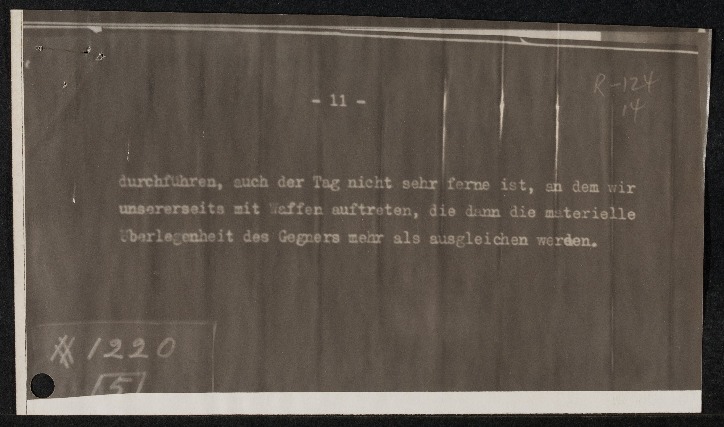 - 11 -
R-124
14
durchführen, auch der Tag nicht sehr ferne ist, an dem wir
unsererseits mit Waffen auftreten, die dann die materielle
Überlegenheit des Gegners mehr als ausgleichen werden.
# 1220
5